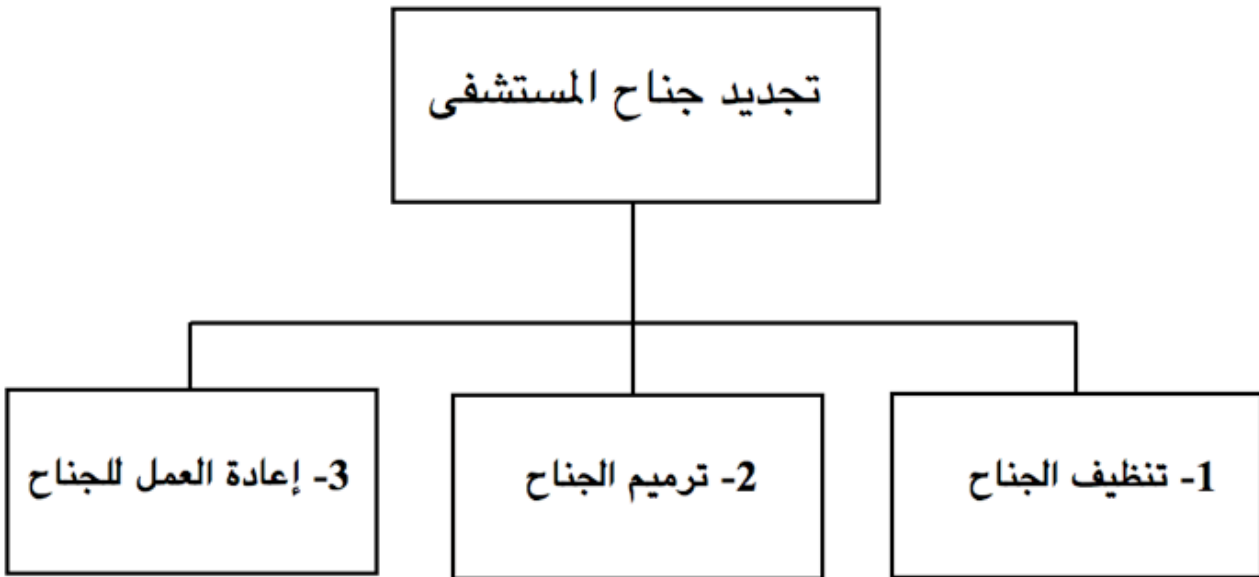 تجديد جناح المستشفى
1- تنظيف الجناح
2- ترميم الجناح
3- إعادة العمل للجناح